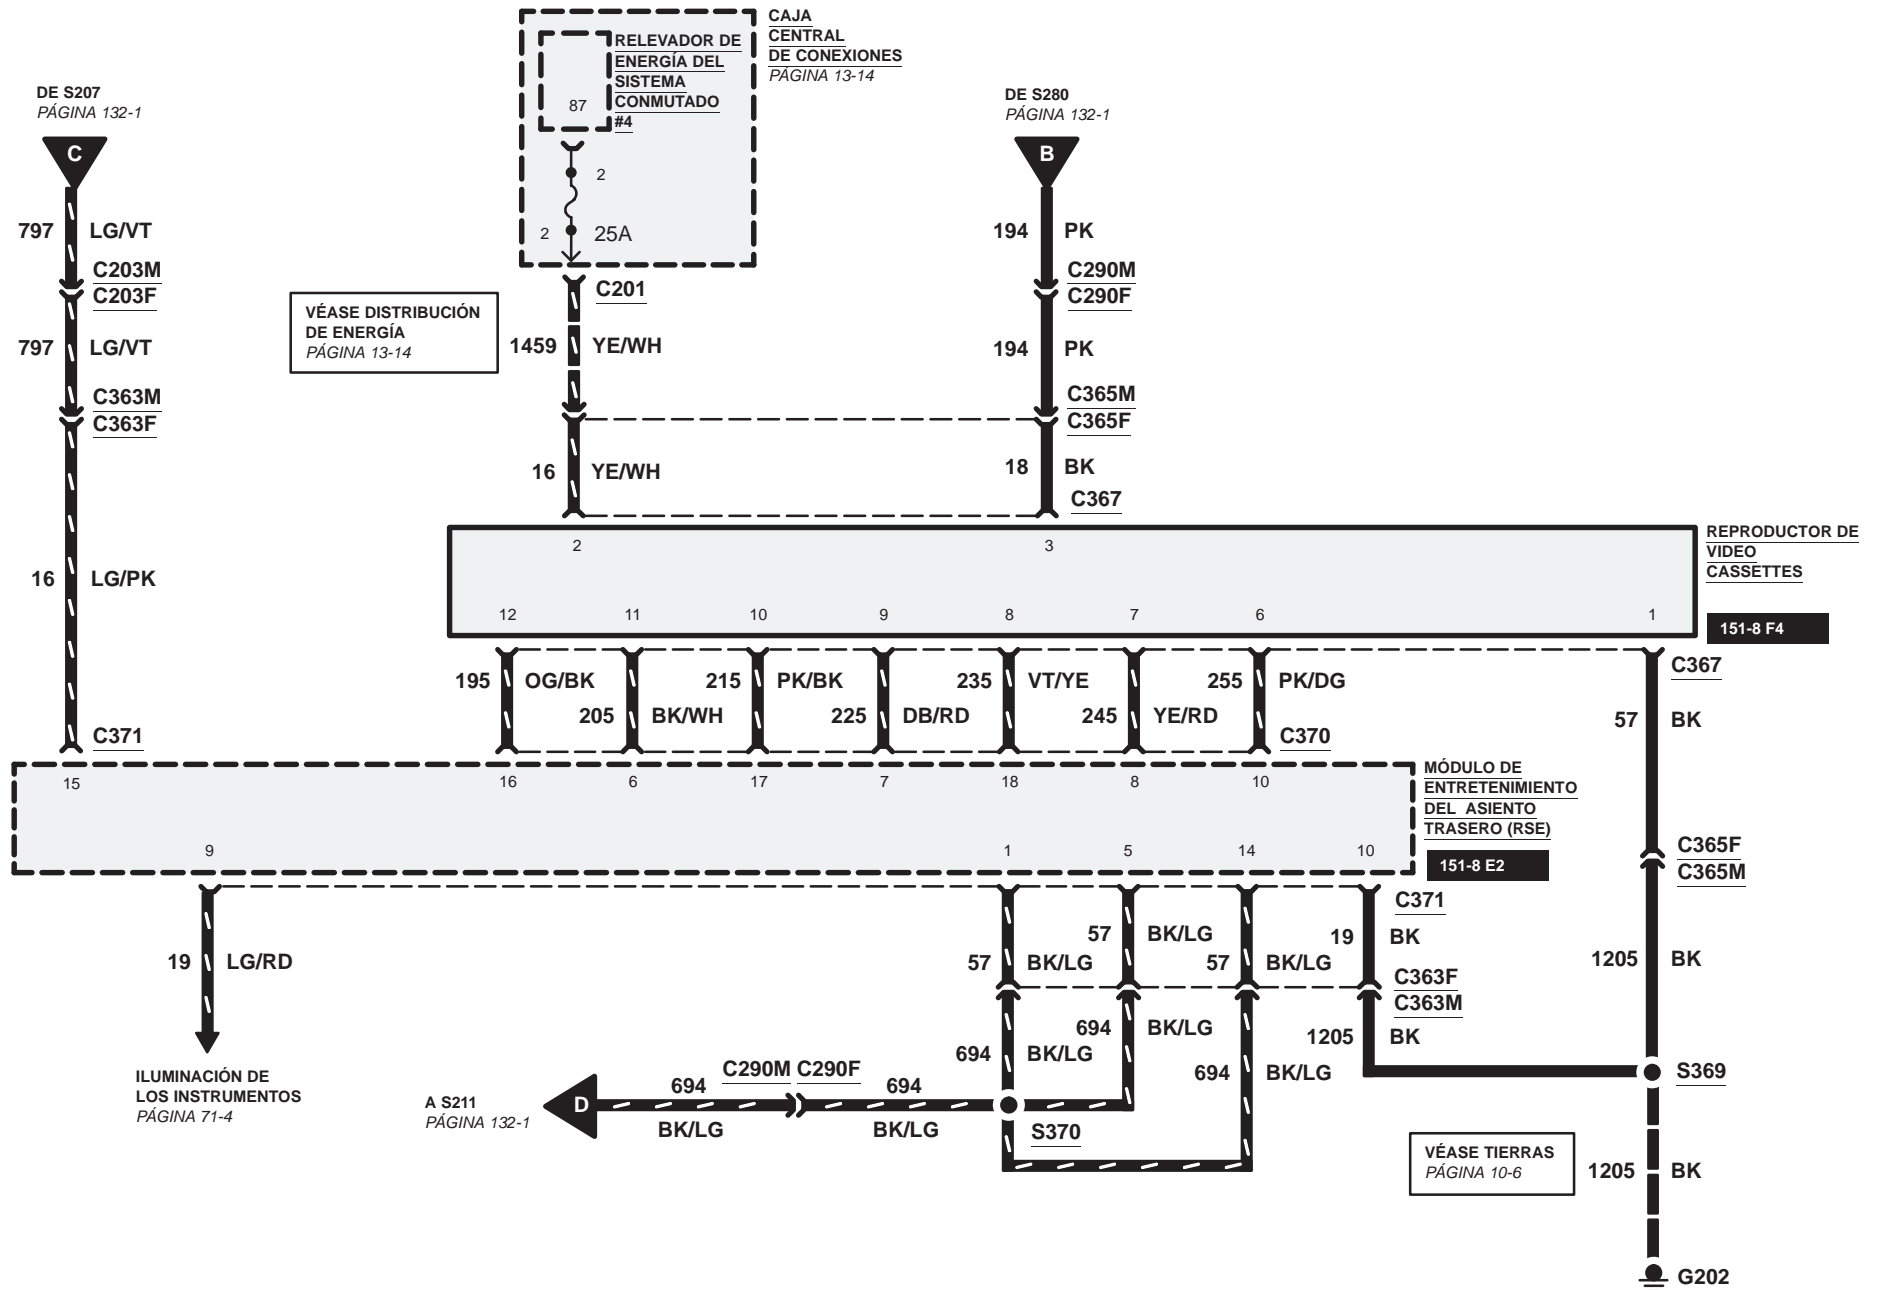 CAJA
CENTRAL
DE CONEXIONES
PÁGINA 13-14
RELEVADOR DE
ENERGÍA DEL
SISTEMA
CONMUTADO
#4
87
2
2
25A
DE S207
PÁGINA 132-1
C
DE S280
PÁGINA 132-1
B
797
LG/VT
194
PK
C203M
C203F
C201
C290M
C290F
VÉASE DISTRIBUCIÓN
DE ENERGÍA
PÁGINA 13-14
797
LG/VT
1459
YE/WH
194
PK
C363M
C363F
C365M
C365F
16
YE/WH
18
BK
C367
16
LG/PK
2
3
REPRODUCTOR DE
VIDEO
CASSETTES
151-8 F4
12
11
10
9
8
7
6
1
195
OG/BK
215
PK/BK
235
VT/YE
255
PK/DG
C367
205
BK/WH
225
DB/RD
245
YE/RD
57
BK
C371
C370
15
16
6
17
7
18
8
10
MÓDULO DE
ENTRETENIMIENTO
DEL ASIENTO
TRASERO (RSE)
151-8 E2
9
1
5
14
10
C365F
C365M
C371
57
BK/LG
19
BK
19
LG/RD
57
BK/LG
57
BK/LG
1205
BK
C363F
C363M
694
BK/LG
1205
BK
694
BK/LG
694
BK/LG
S369
ILUMINACIÓN DE
LOS INSTRUMENTOS
PÁGINA 71-4
A S211
PÁGINA 132-1
D
694
C290M
C290F
694
BK/LG
BK/LG
S370
VÉASE TIERRAS
PÁGINA 10-6
1205
BK
G202